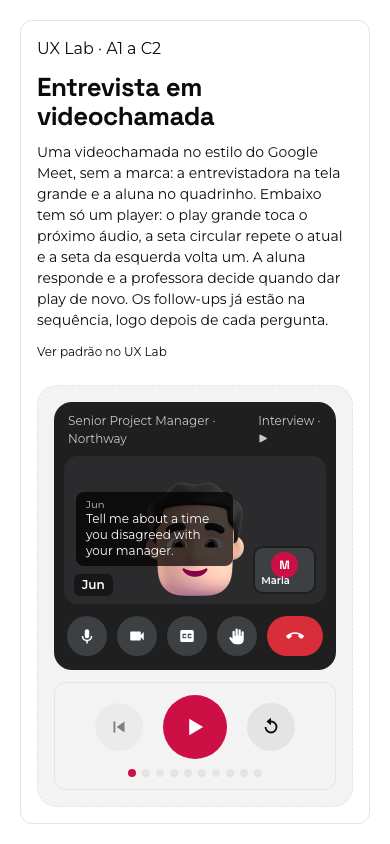 UX Lab · A1 a C2
Entrevista em
videochamada
Uma videochamada no estilo do Google
Meet, sem a marca: a entrevistadora na tela
grande e a aluna no quadrinho. Embaixo
tem só um player: o play grande toca o
próximo áudio, a seta circular repete o atual
e a seta da esquerda volta um. A aluna
responde e a professora decide quando dar
play de novo. Os follow-ups já estão na
sequência, logo depois de cada pergunta.
Ver padrão no UX Lab
Senior Project Manager ·
Northway
Interview ·
Jun
Tell me about a time
you disagreed with
your manager.
Jun
M
Maria
CC